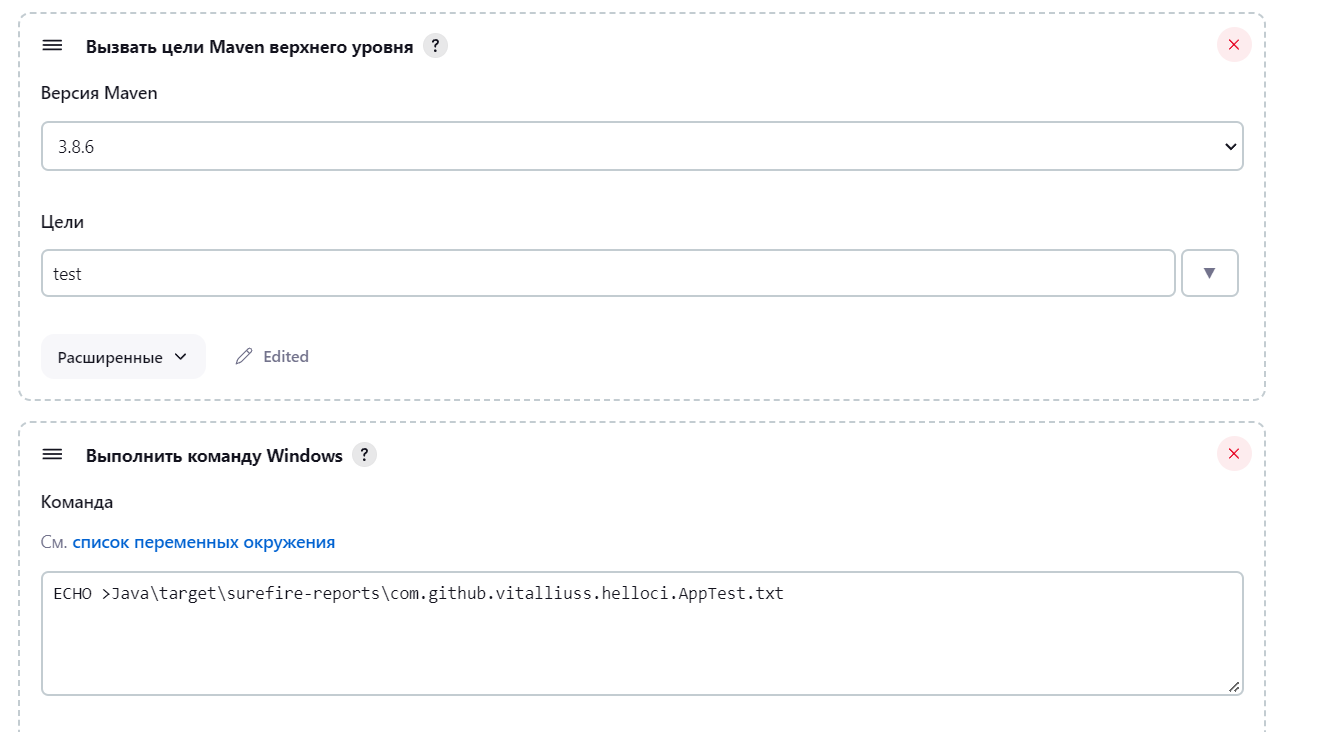 Вызвать цели Maven верхнего уровня ?
Версия Maven
3.8.6
Цели
test
Расширенные
Edited
Выполнить команду Windows ?
Команда
См. список переменных окружения
ECHO >Java\target\surefire-reports\com.github.vitalliuss.helloci.AppTest.txt